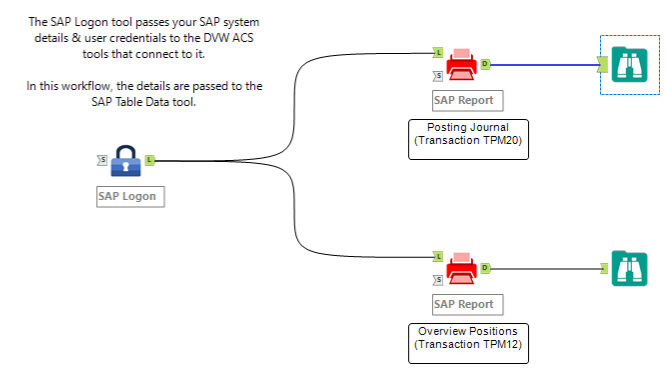 The SAP Logon tool passes your SAP system
details & user credentials to the DVW ACS
tools that connect to it.
In this workflow, the details are passed to the
SAP Table Data tool.
S
L
SAP Logon
L
S
D
SAP Report
Posting Journal
(Transaction TPM20)
L
S
D
SAP Report
Overview Positions
(Transaction TPM12)